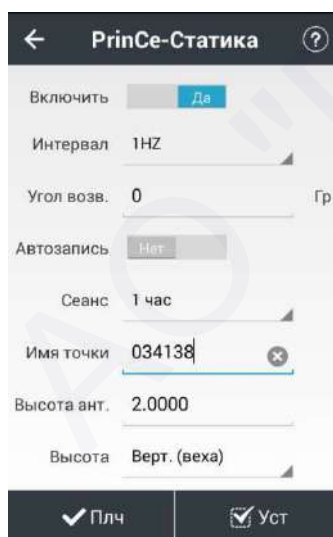 PrinCe-Статика ?
Включить Да
Интервал 1HZ
Угол возв. 0 Гр
Автозапись Нет
Сеанс 1 час
Имя точки 034138
Высота ант. 2.0000
Высота Верт. (веха)
Плч Уст